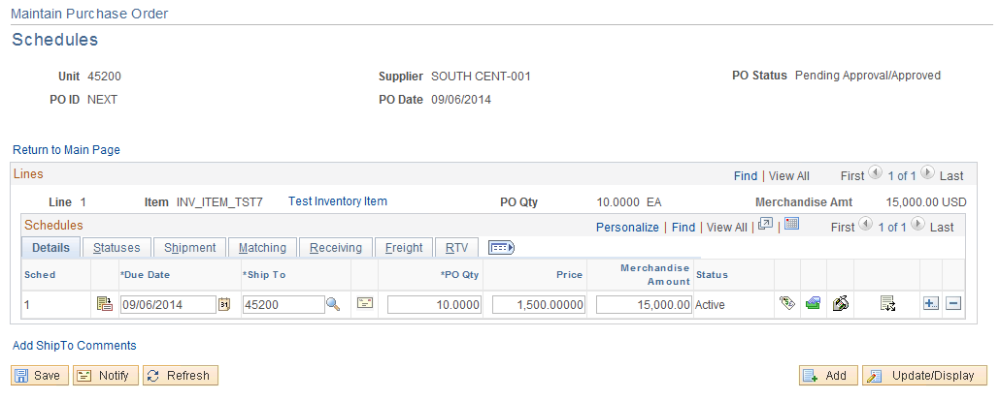 Maintain Purchase Order
Schedules
Unit 45200 Supplier SOUTH CENT-001 PO Status Pending Approval/Approved
PO ID NEXT PO Date 09/06/2014
Return to Main Page
Lines Find | View All First 1 of 1 Last
Line 1 Item INV_ITEM_TST7 Test Inventory Item PO Qty 10.0000 EA Merchandise Amt 15,000.00 USD
Schedules Personalize | Find | View All | | First 1 of 1 Last
Details Statuses Shipment Matching Receiving Freight RTV
Sched *Due Date *Ship To *PO Qty Price Merchandise Amount Status
1 09/06/2014 31 45200 10.0000 1,500.00000 15,000.00 Active
Add ShipTo Comments
Save Notify Refresh Add Update/Display